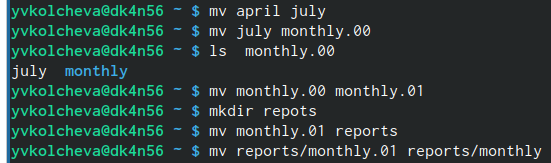 yvkolcheva@dk4n56 ~ $ mv april july
yvkolcheva@dk4n56 ~ $ mv july monthly.00
yvkolcheva@dk4n56 ~ $ ls  monthly.00
july  monthly
yvkolcheva@dk4n56 ~ $ mv monthly.00 monthly.01
yvkolcheva@dk4n56 ~ $ mkdir repots
yvkolcheva@dk4n56 ~ $ mv monthly.01 reports
yvkolcheva@dk4n56 ~ $ mv reports/monthly.01 reports/monthly